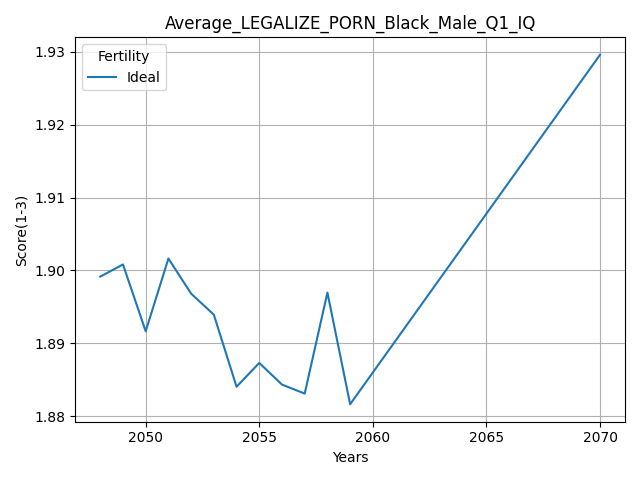 Average_LEGALIZE_PORN_Black_Male_Q1_IQ
Fertility
Ideal
Score(1-3)
1.93
1.92
1.91
1.90
1.89
1.88
2050
2055
2060
2065
2070
Years